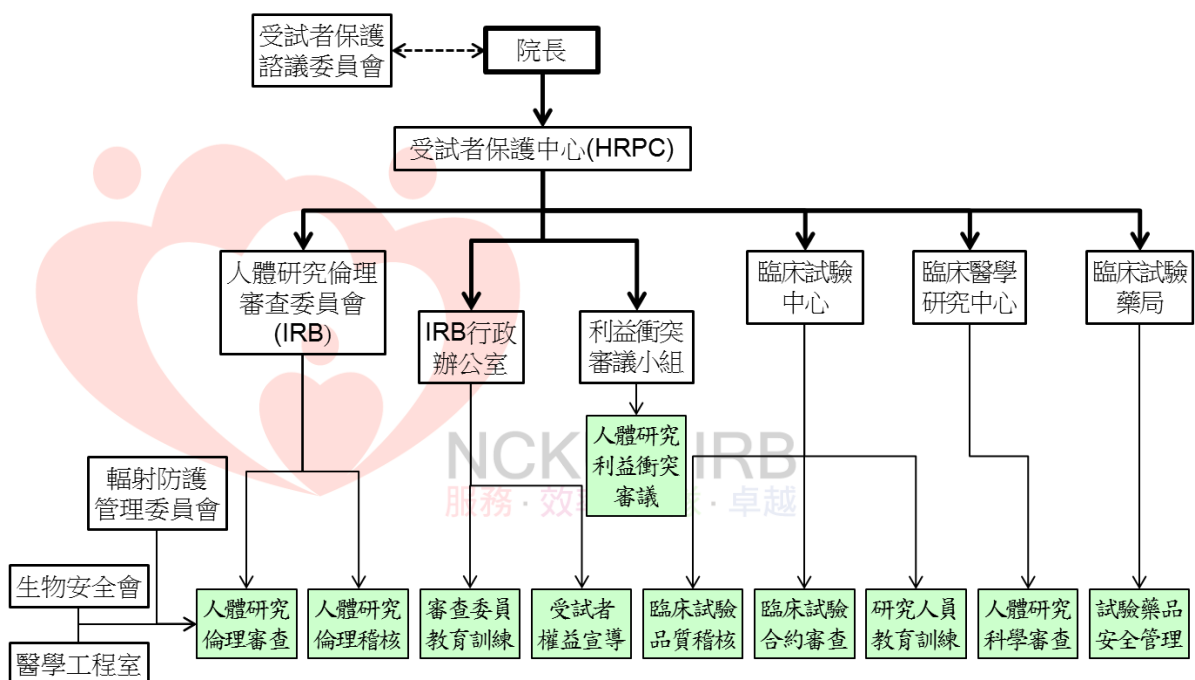 受試者保護
諮議委員會
院長
受試者保護中心(HRPC)
人體研究倫理
審查委員會
(IRB)
IRB行政
辦公室
利益衝突
審議小組
臨床試驗
中心
臨床醫學
研究中心
臨床試驗
藥局
人體研究
利益衝突
審議
NCK IRB
服務·效 ·卓越
輻射防護
管理委員會
生物安全會
醫學工程室
人體研究
倫理審查
人體研究
倫理稽核
審查委員
教育訓練
受試者
權益宣導
臨床試驗
品質稽核
臨床試驗
合約審查
研究人員
教育訓練
人體研究
科學審查
試驗藥品
安全管理